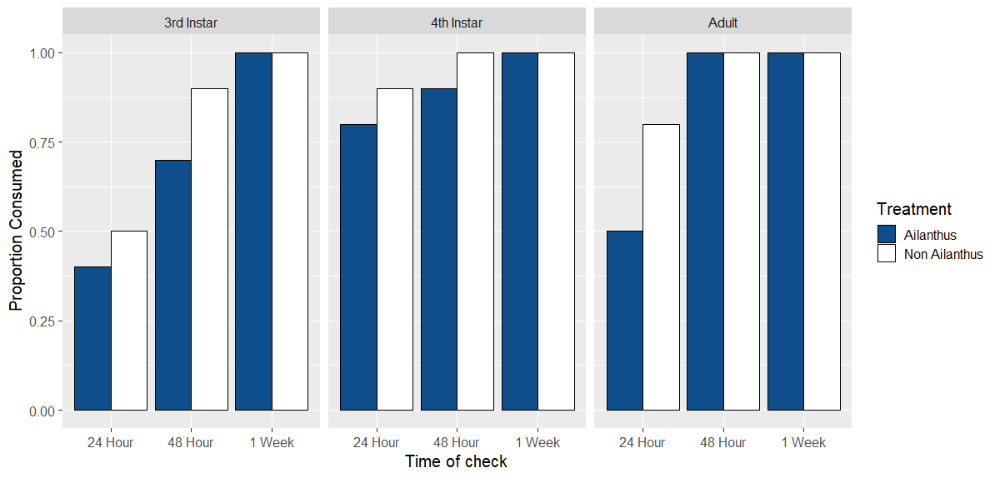 3rd Instar
4th Instar
Adult
Proportion Consumed
1.00
0.75
0.50
0.25
0.00
24 Hour 48 Hour 1 Week
24 Hour 48 Hour 1 Week
24 Hour 48 Hour 1 Week
Time of check
Treatment
Ailanthus
Non Ailanthus